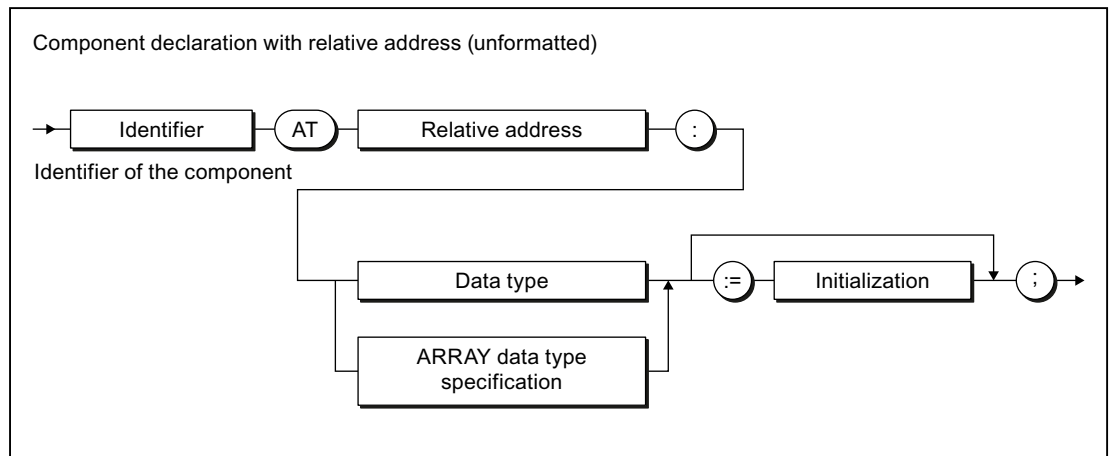 Component declaration with relative address (unformatted)
Identifier AT Relative address :
Identifier of the component
Data type := Initialization ;
ARRAY data type
specification